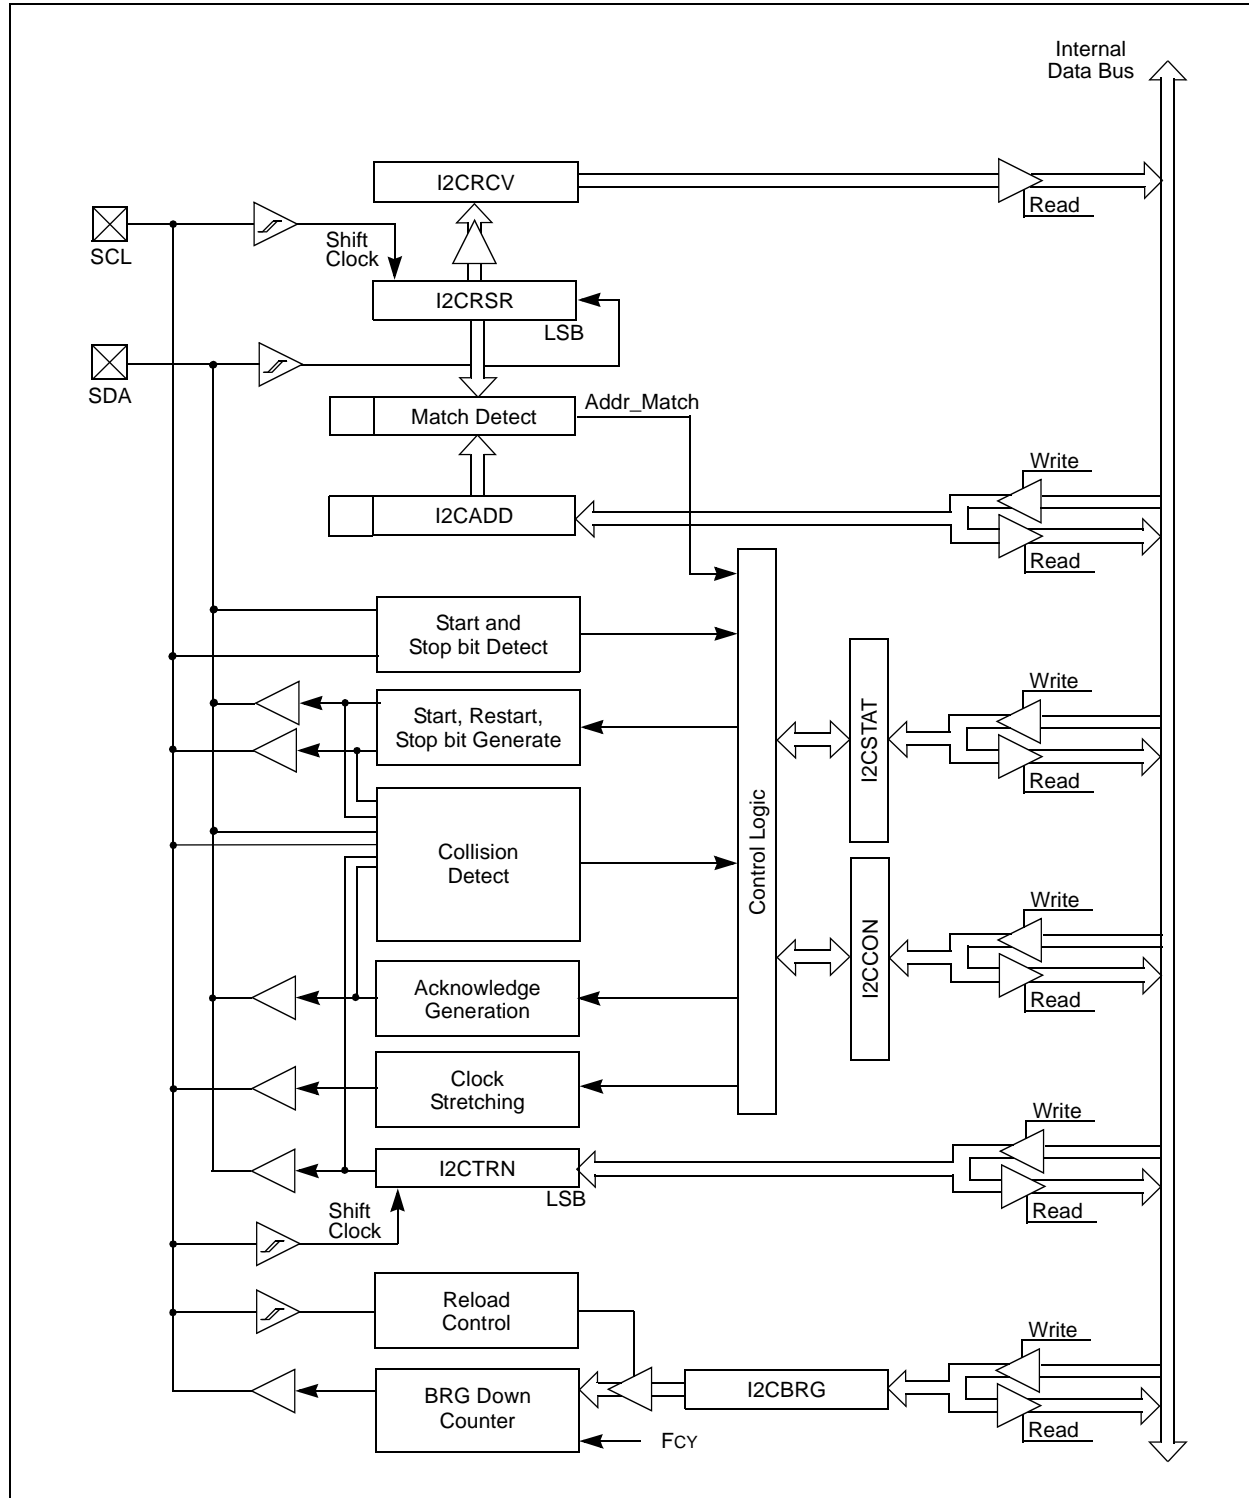 Internal
Data Bus
I2CRCV
Read
SCL
Shift
Clock
I2CRSR
LSB
SDA
Addr_Match
Match Detect
Write
I2CADD
Read
Start and
Stop bit Detect
Write
Start, Restart,
Stop bit Generate
I2CSTAT
Read
Control Logic
Collision
Detect
Write
I2CCON
Acknowledge
Generation
Read
Clock
Stretching
Write
I2CTRN
LSB
Shift
Clock
Read
Reload
Control
Write
BRG Down
Counter
I2CBRG
Read
FCY